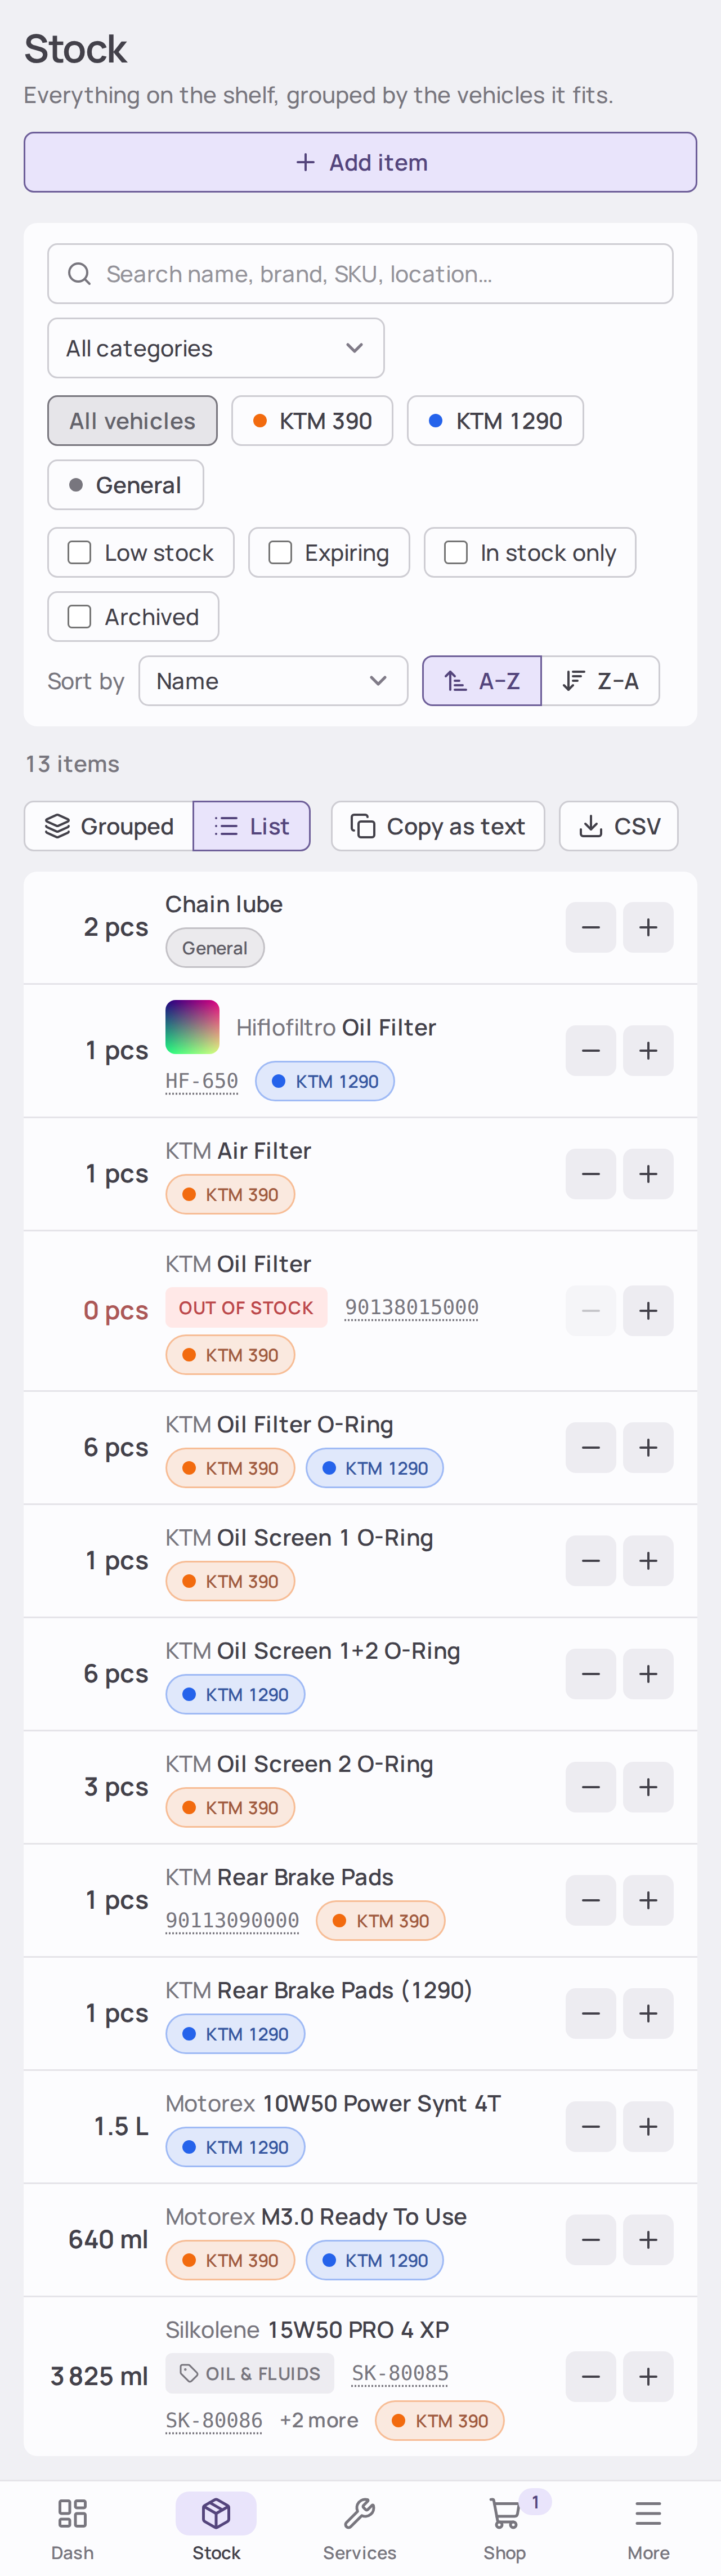 Stock
Everything on the shelf, grouped by the vehicles it fits.
+ Add item
Search name, brand, SKU, location…
All categories
All vehicles KTM 390 KTM 1290
General
Low stock Expiring In stock only
Archived
Sort by Name A–Z Z–A
13 items
Grouped List Copy as text CSV
Chain lube
2 pcs
General
Hiflofiltro Oil Filter
1 pcs
HF-650 KTM 1290
KTM Air Filter
1 pcs
KTM 390
KTM Oil Filter
0 pcs OUT OF STOCK 90138015000
KTM 390
KTM Oil Filter O-Ring
6 pcs
KTM 390 KTM 1290
KTM Oil Screen 1 O-Ring
1 pcs
KTM 390
KTM Oil Screen 1+2 O-Ring
6 pcs
KTM 1290
KTM Oil Screen 2 O-Ring
3 pcs
KTM 390
KTM Rear Brake Pads
1 pcs
90113090000 KTM 390
KTM Rear Brake Pads (1290)
1 pcs
KTM 1290
Motorex 10W50 Power Synt 4T
1.5 L
KTM 1290
Motorex M3.0 Ready To Use
640 ml
KTM 390 KTM 1290
Silkolene 15W50 PRO 4 XP
3 825 ml OIL & FLUIDS SK-80085
SK-80086 +2 more KTM 390
1
Dash Stock Services Shop More